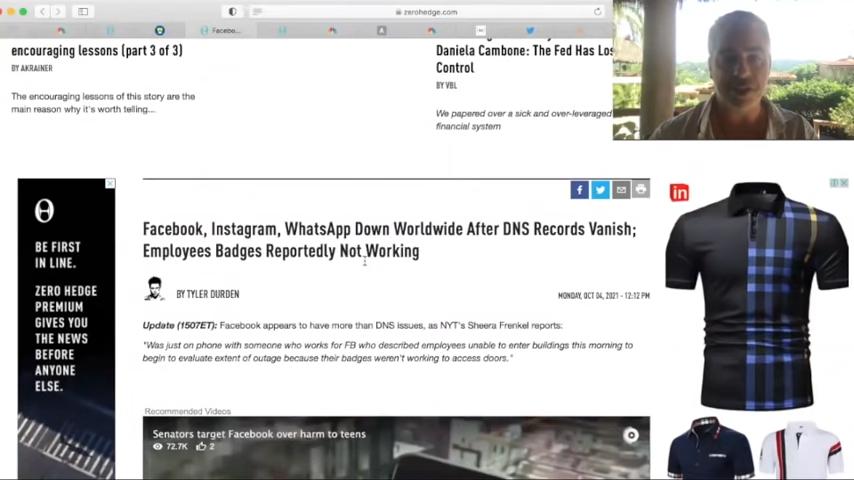 zerohedge.com
Facebo...
encouraging lessons (part 3 of 3)
BY AKRAINER
The encouraging lessons of this story are the
main reason why it's worth telling...
Daniela Cambone: The Fed Has Los
Control
BY VBL
We papered over a sick and over-leveraged
financial system
BE FIRST
IN LINE.
ZERO HEDGE
PREMIUM
GIVES YOU
THE NEWS
BEFORE
ANYONE
ELSE.
Facebook, Instagram, WhatsApp Down Worldwide After DNS Records Vanish;
Employees Badges Reportedly Not Working
BY TYLER DURDEN
MONDAY, OCT 04, 2021 - 12:12 PM
Update (1507ET): Facebook appears to have more than DNS issues, as NYT's Sheera Frenkel reports:
"Was just on phone with someone who works for FB who described employees unable to enter buildings this morning to
begin to evaluate extent of outage because their badges weren't working to access doors."
Recommended Videos
Senators target Facebook over harm to teens
72.7K 2
in